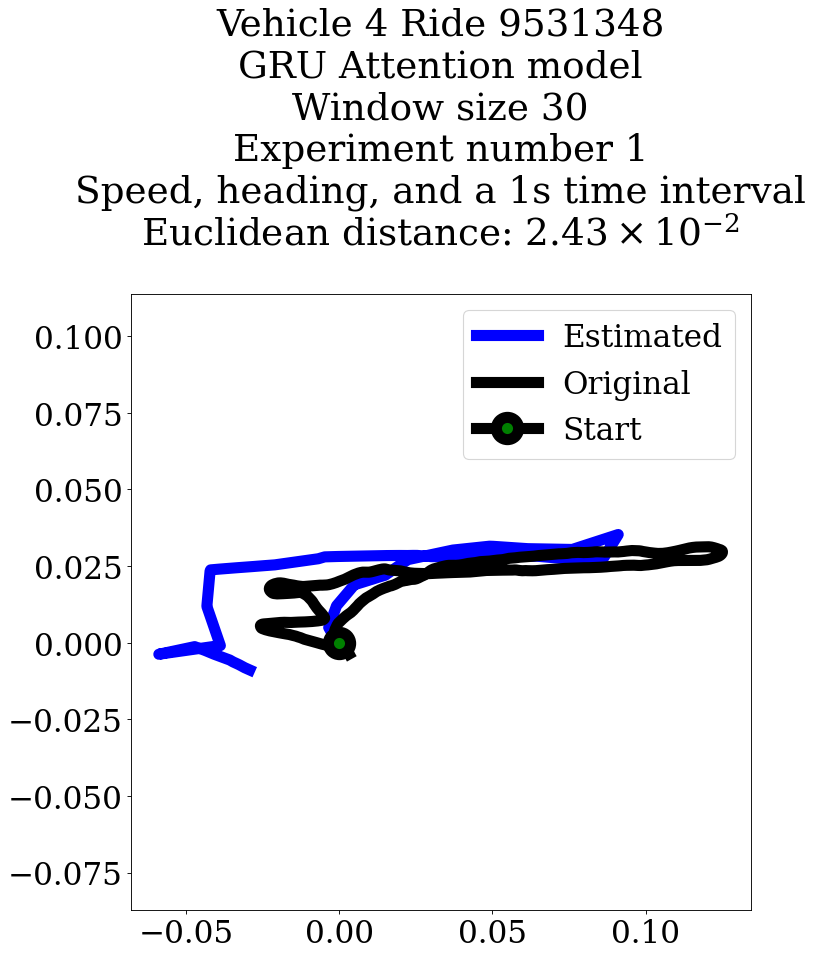 Vehicle 4 Ride 9531348
GRU Attention model
Window size 30
Experiment number 1
Speed, heading, and a 1s time interval
Euclidean distance: 2.43 × 10⁻²
Estimated
Original
Start
0.100
0.075
0.050
0.025
0.000
−0.025
−0.050
−0.075
−0.05 0.00 0.05 0.10